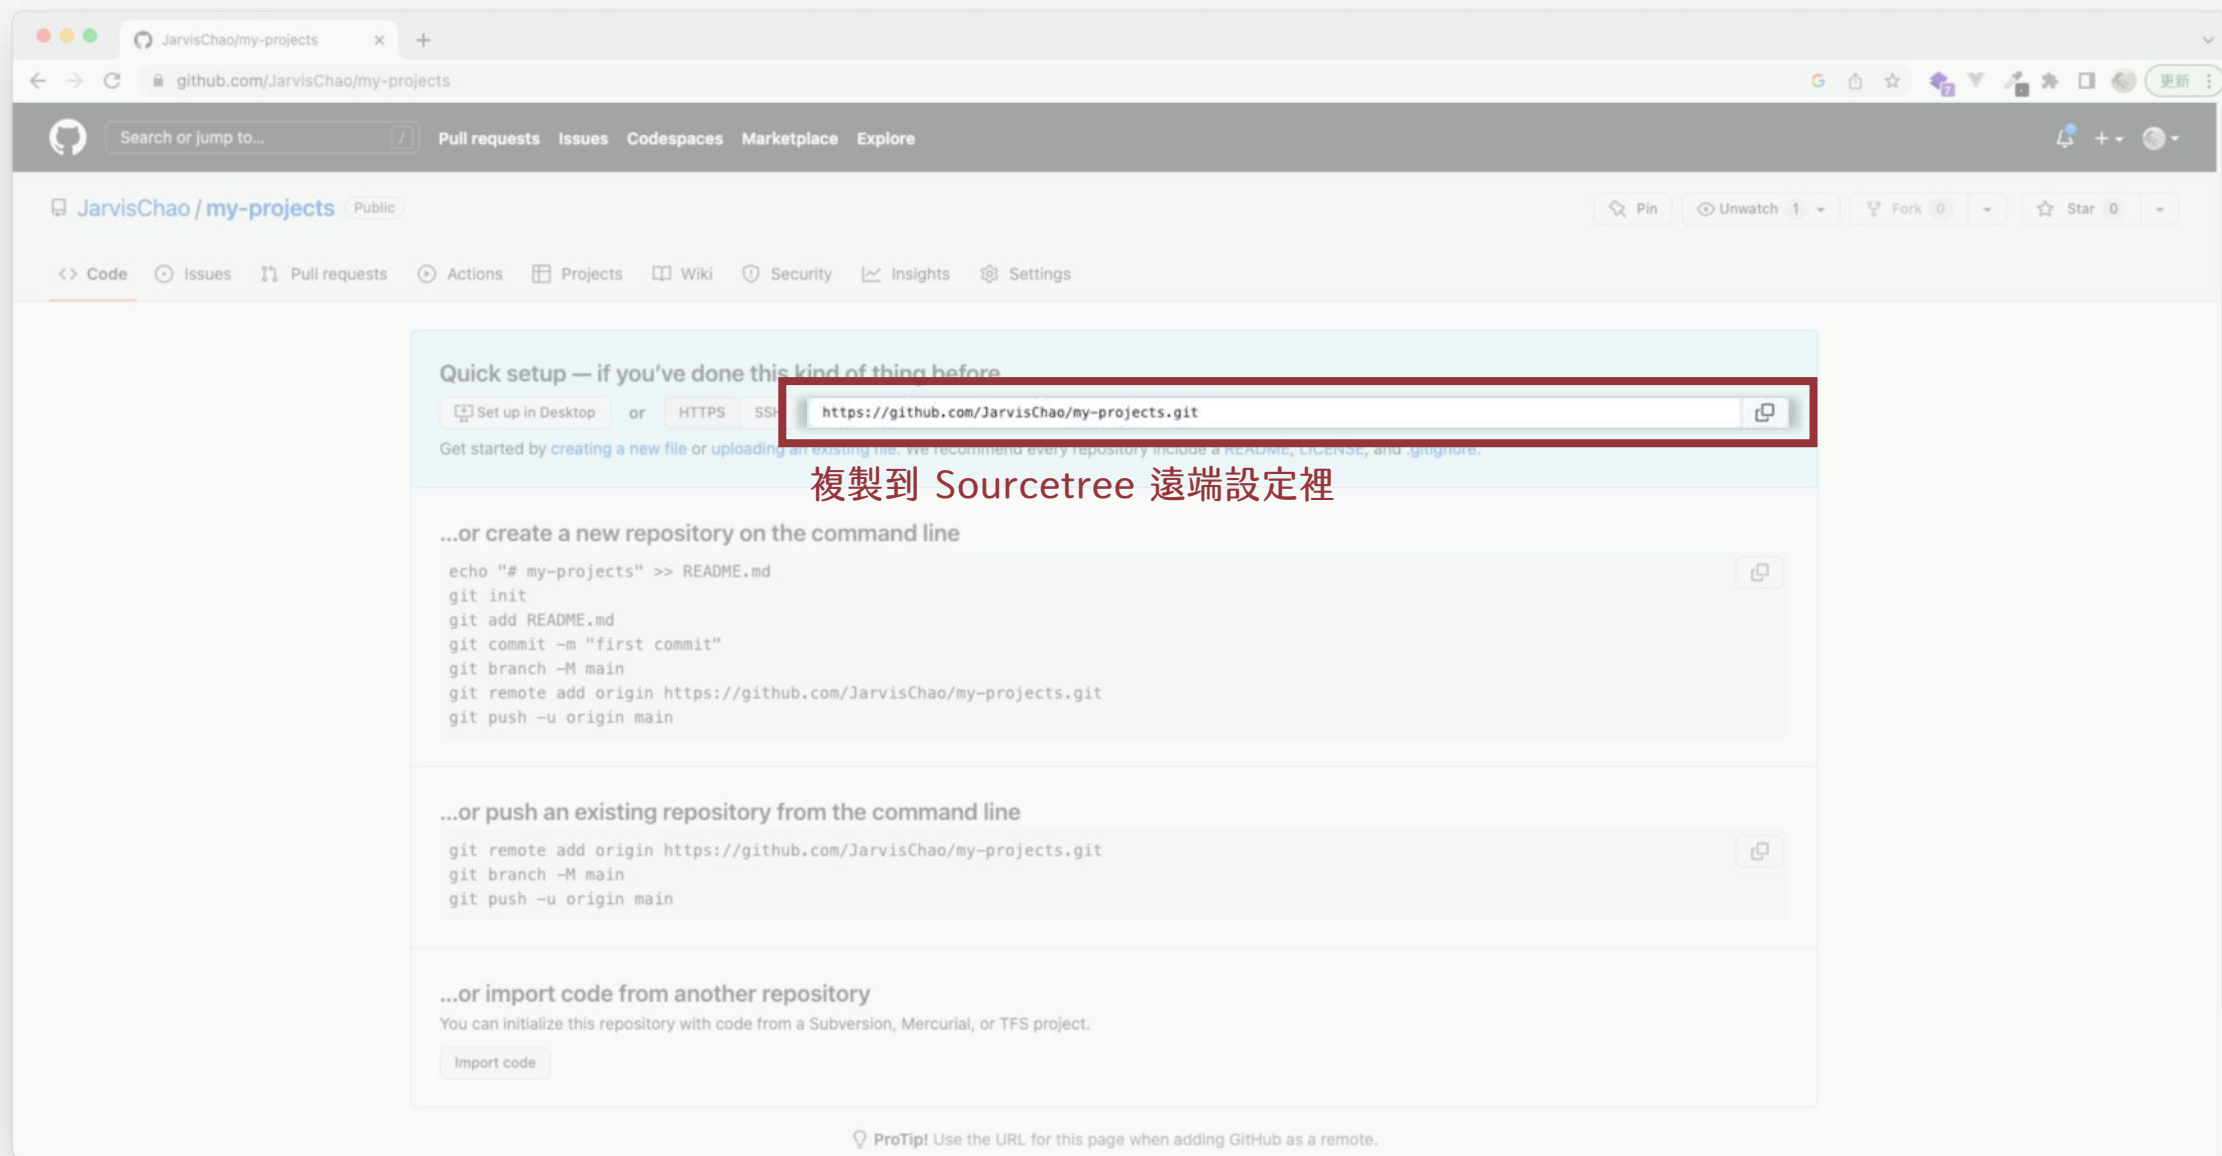 JarvisChao/my-projects
github.com/JarvisChao/my-projects
更新
Search or jump to... / Pull requests Issues Codespaces Marketplace Explore
JarvisChao / my-projects Public
Pin Unwatch 1 Fork 0 Star 0
Code Issues Pull requests Actions Projects Wiki Security Insights Settings
Quick setup — if you've done this kind of thing before
Set up in Desktop or HTTPS SSH https://github.com/JarvisChao/my-projects.git
Get started by creating a new file or uploading an existing file. We recommend every repository include a README, LICENSE, and .gitignore.
複製到 Sourcetree 遠端設定裡
...or create a new repository on the command line
echo "# my-projects" >> README.md
git init
git add README.md
git commit -m "first commit"
git branch -M main
git remote add origin https://github.com/JarvisChao/my-projects.git
git push -u origin main
...or push an existing repository from the command line
git remote add origin https://github.com/JarvisChao/my-projects.git
git branch -M main
git push -u origin main
...or import code from another repository
You can initialize this repository with code from a Subversion, Mercurial, or TFS project.
Import code
ProTip! Use the URL for this page when adding GitHub as a remote.